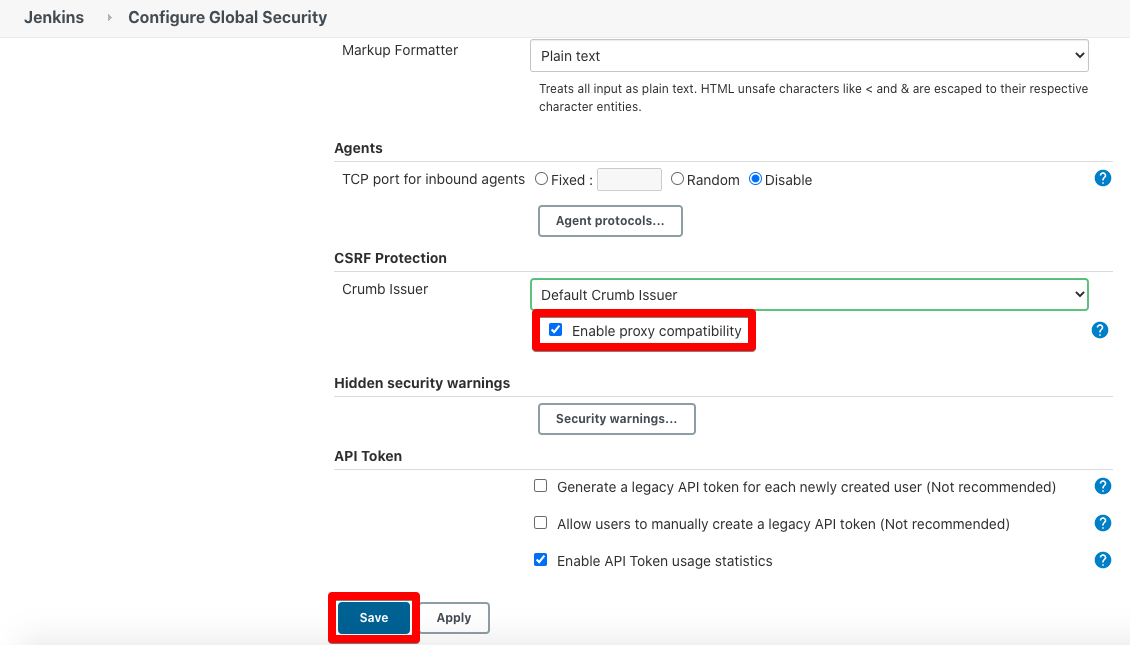 Jenkins
Configure Global Security
Markup Formatter
Plain text
Treats all input as plain text. HTML unsafe characters like < and & are escaped to their respective
character entities.
Agents
TCP port for inbound agents
Fixed :
Random
Disable
?
Agent protocols...
CSRF Protection
Crumb Issuer
Default Crumb Issuer
Enable proxy compatibility
?
Hidden security warnings
Security warnings...
API Token
Generate a legacy API token for each newly created user (Not recommended)
?
Allow users to manually create a legacy API token (Not recommended)
?
Enable API Token usage statistics
?
Save
Apply